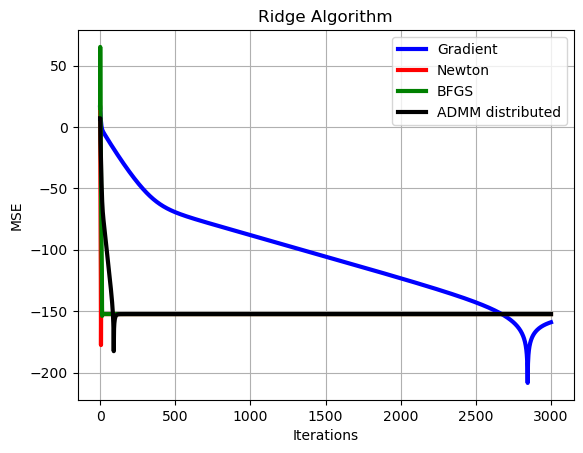 Ridge Algorithm
Gradient
Newton
BFGS
ADMM distributed
MSE
50
0
−50
−100
−150
−200
0
500
1000
1500
2000
2500
3000
Iterations